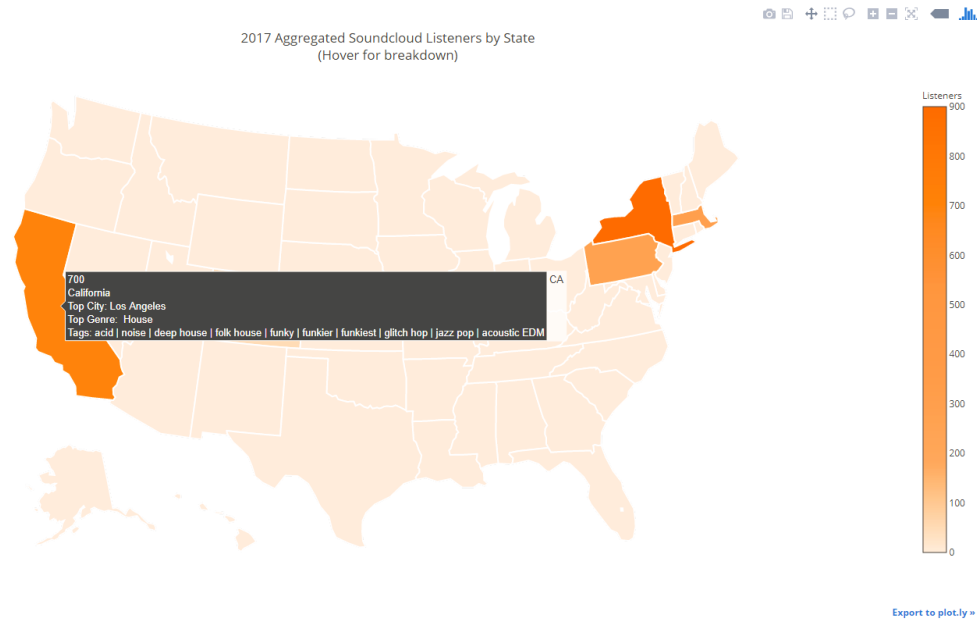 2017 Aggregated Soundcloud Listeners by State
(Hover for breakdown)
Listeners
900
800
700
600
500
400
300
200
100
0
700
California
Top City: Los Angeles
Top Genre:  House
Tags: acid | noise | deep house | folk house | funky | funkier | funkiest | glitch hop | jazz pop | acoustic EDM
CA
Export to plot.ly »